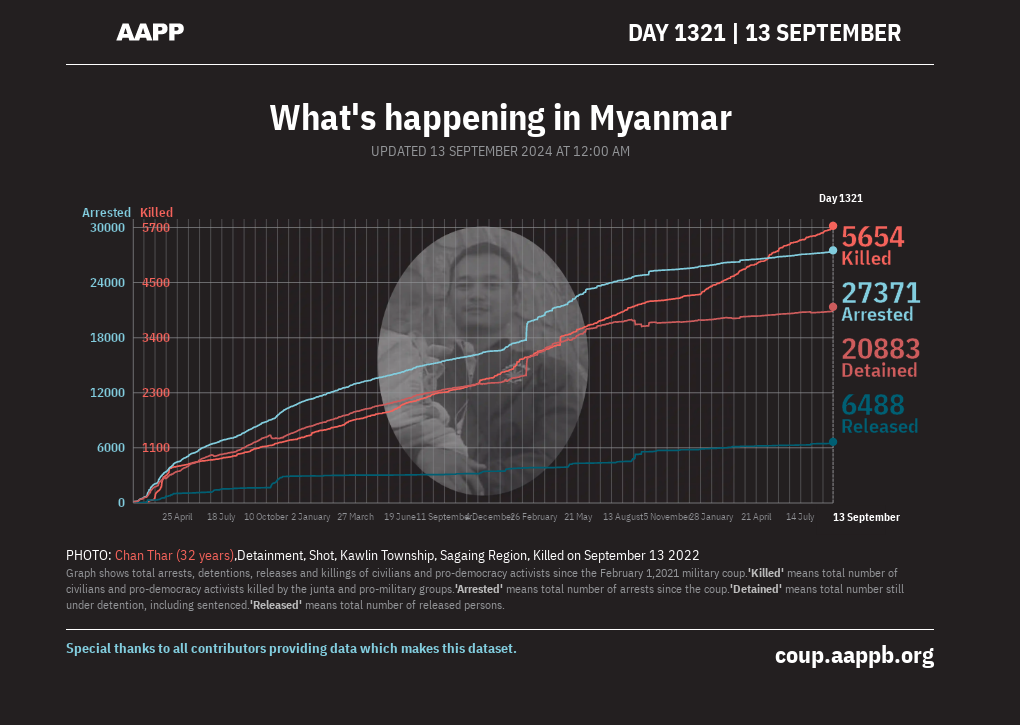 AAPP
DAY 1321 | 13 SEPTEMBER
What's happening in Myanmar
UPDATED 13 SEPTEMBER 2024 AT 12:00 AM
Day 1321
Arrested Killed
30000 5700
24000 4500
18000 3400
12000 2300
6000 1100
0
5654
Killed
27371
Arrested
20883
Detained
6488
Released
25 April 18 July 10 October 2 January 27 March 19 June 11 September 4 December 26 February 21 May 13 August 5 November 28 January 21 April 14 July 13 September
PHOTO: Chan Thar (32 years),Detainment, Shot, Kawlin Township, Sagaing Region, Killed on September 13 2022
Graph shows total arrests, detentions, releases and killings of civilians and pro-democracy activists since the February 1,2021 military coup.'Killed' means total number of
civilians and pro-democracy activists killed by the junta and pro-military groups.'Arrested' means total number of arrests since the coup.'Detained' means total number still
under detention, including sentenced.'Released' means total number of released persons.
Special thanks to all contributors providing data which makes this dataset.
coup.aappb.org